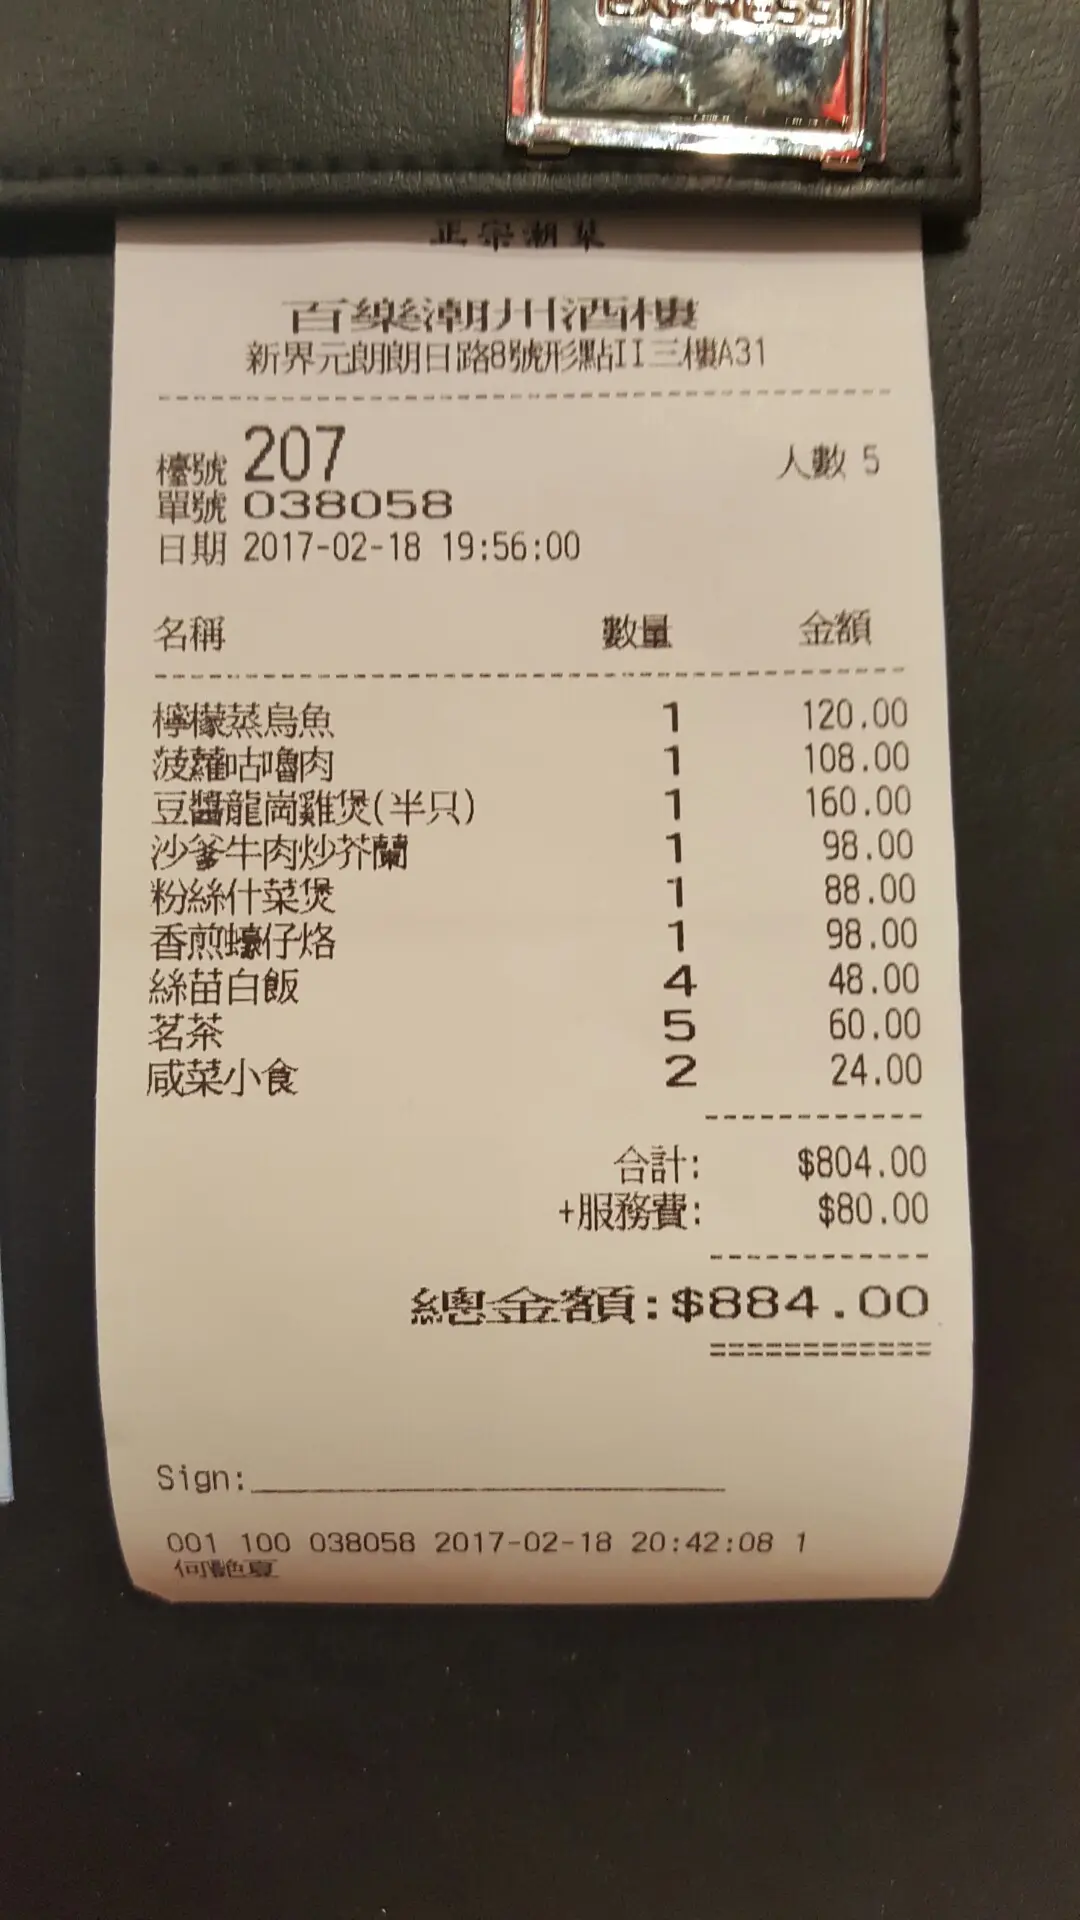 EXPRESS
正宗潮菜
百樂潮州酒樓
新界元朗朗日路8號形點II三樓A31
檯號 207 人數 5
單號 038058
日期 2017-02-18 19:56:00
名稱 數量 金額
檸檬蒸烏魚 1 120.00
菠蘿咕嚕肉 1 108.00
豆醬龍崗雞煲(半只) 1 160.00
沙爹牛肉炒芥蘭 1 98.00
粉絲什菜煲 1 88.00
香煎蠔仔烙 1 98.00
絲苗白飯 4 48.00
茗茶 5 60.00
咸菜小食 2 24.00
合計: $804.00
+服務費: $80.00
總金額:$884.00
Sign:
001 100 038058 2017-02-18 20:42:08 1
何艷夏